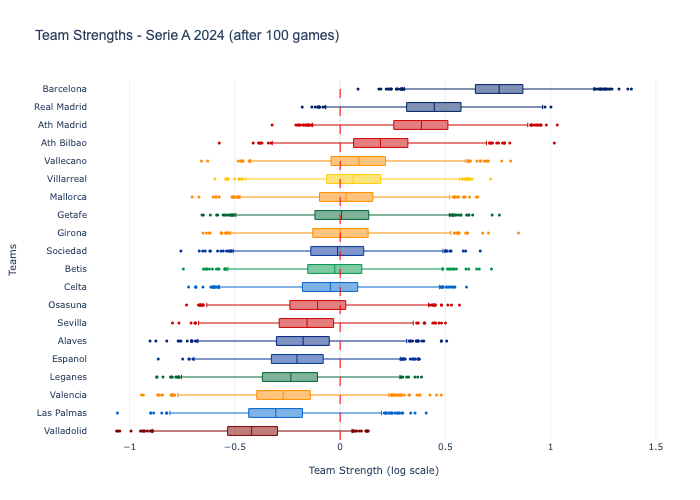 Team Strengths - Serie A 2024 (after 100 games)
Barcelona
Real Madrid
Ath Madrid
Ath Bilbao
Vallecano
Villarreal
Mallorca
Getafe
Girona
Sociedad
Betis
Celta
Osasuna
Sevilla
Alaves
Espanol
Leganes
Valencia
Las Palmas
Valladolid
Teams
−1 −0.5 0 0.5 1 1.5
Team Strength (log scale)